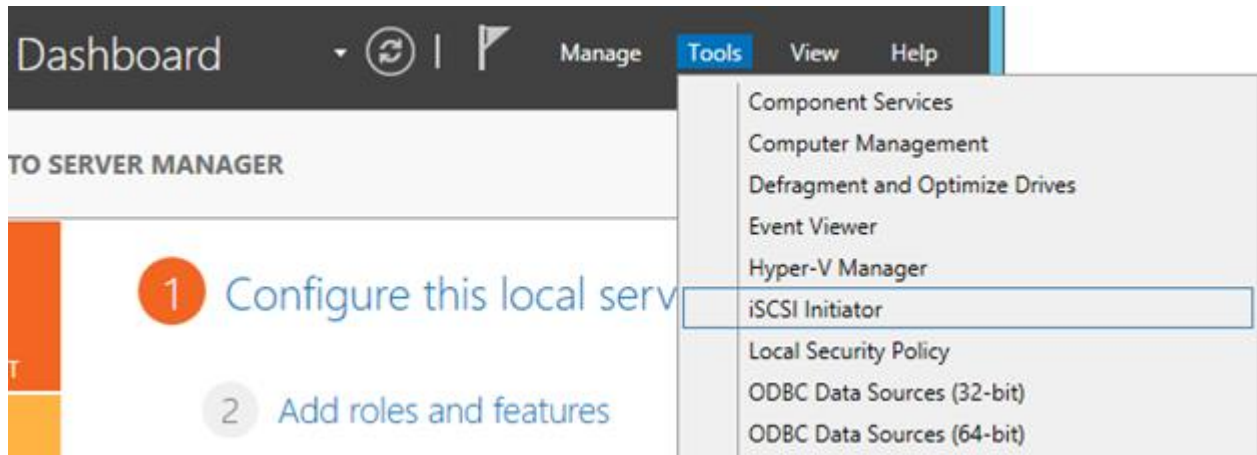 Dashboard
Manage
Tools
View
Help
Component Services
Computer Management
Defragment and Optimize Drives
Event Viewer
Hyper-V Manager
iSCSI Initiator
Local Security Policy
ODBC Data Sources (32-bit)
ODBC Data Sources (64-bit)
TO SERVER MANAGER
1 Configure this local serv
2 Add roles and features
T